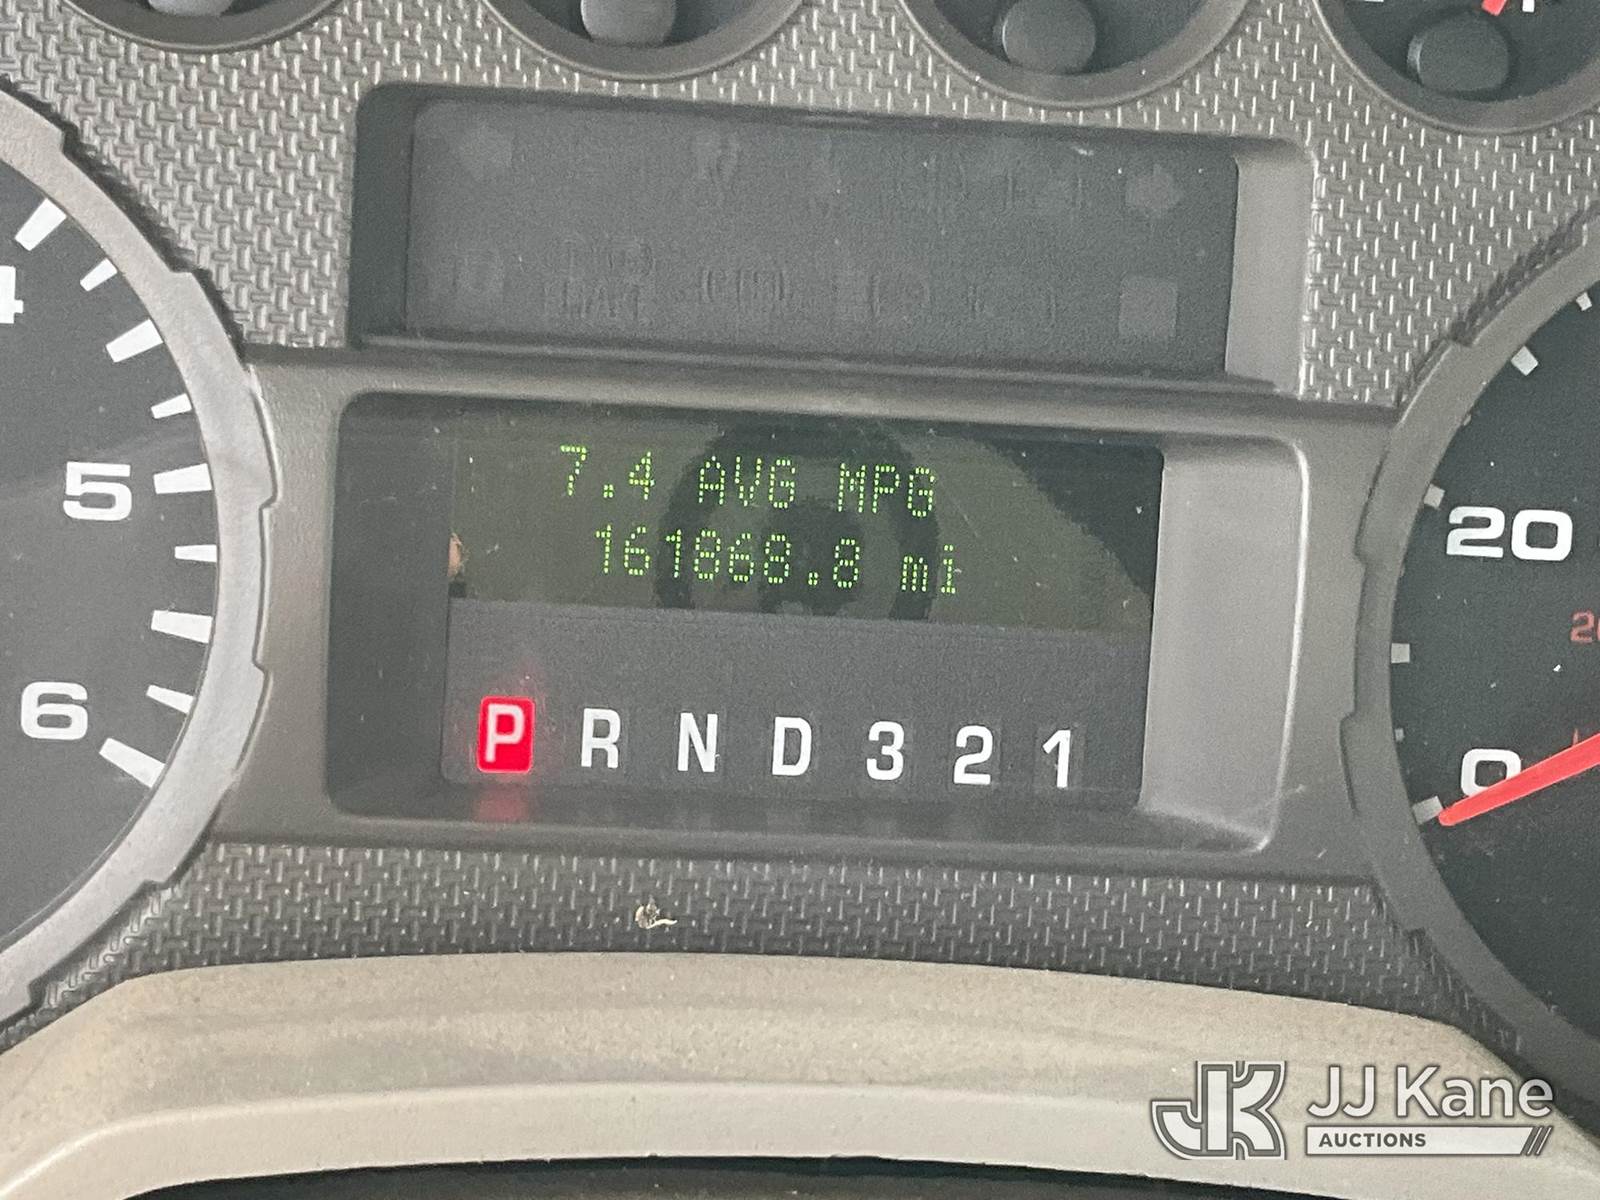 4
5
6
7.4 AVG MPG
161868.8 mi
P R N D 3 2 1
20
0
JJ Kane
AUCTIONS